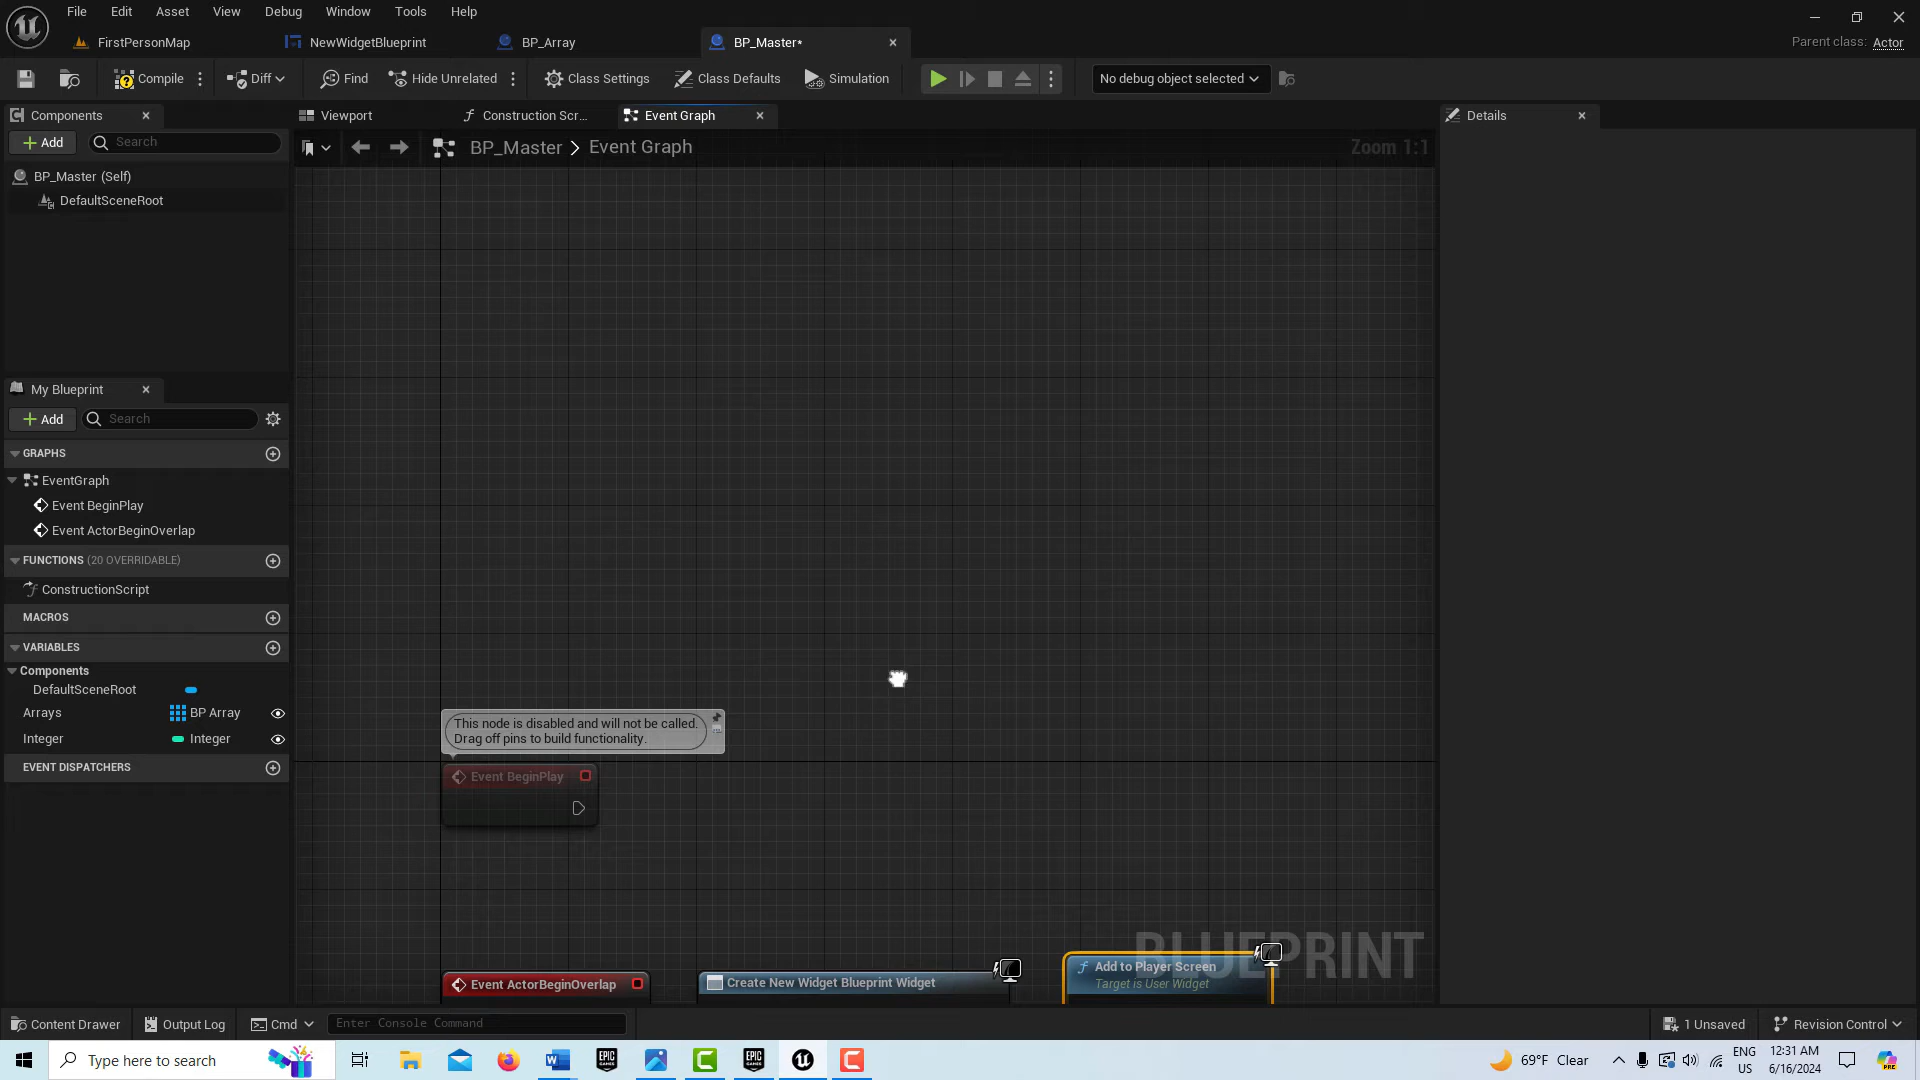 File Edit Asset View Debug Window Tools Help
FirstPersonMap NewWidgetBlueprint BP_Array BP_Master* Parent class: Actor
Compile Diff Find Hide Unrelated Class Settings Class Defaults Simulation No debug object selected
Components Viewport Construction Scr... Event Graph Details
Add Search BP_Master > Event Graph Zoom 1:1
BP_Master (Self)
DefaultSceneRoot
My Blueprint
Add Search
GRAPHS
EventGraph
Event BeginPlay
Event ActorBeginOverlap
FUNCTIONS (20 OVERRIDABLE)
ConstructionScript
MACROS
VARIABLES
Components
DefaultSceneRoot
Arrays BP Array
Integer Integer
EVENT DISPATCHERS
This node is disabled and will not be called.
Drag off pins to build functionality.
Event BeginPlay
BLUEPRINT
Event ActorBeginOverlap
Create New Widget Blueprint Widget
Add to Player Screen
Target is User Widget
Content Drawer Output Log Cmd Enter Console Command 1 Unsaved Revision Control
Type here to search 69°F Clear ENG US 12:31 AM 6/16/2024